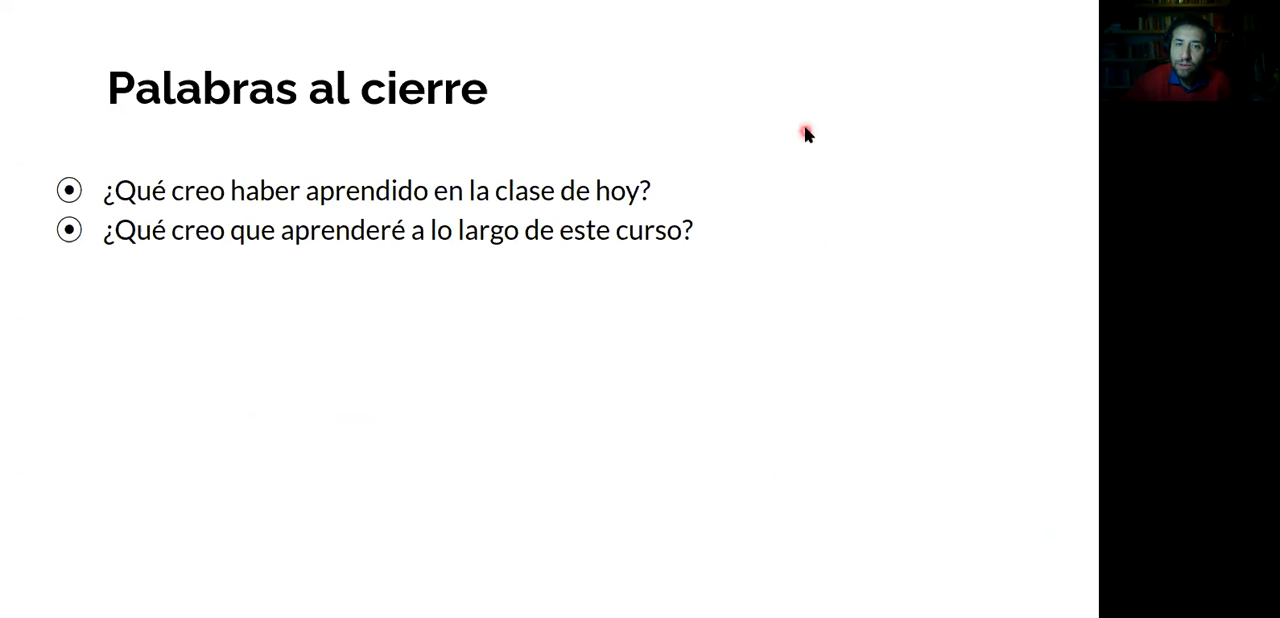 Palabras al cierre
¿Qué creo haber aprendido en la clase de hoy?
¿Qué creo que aprenderé a lo largo de este curso?